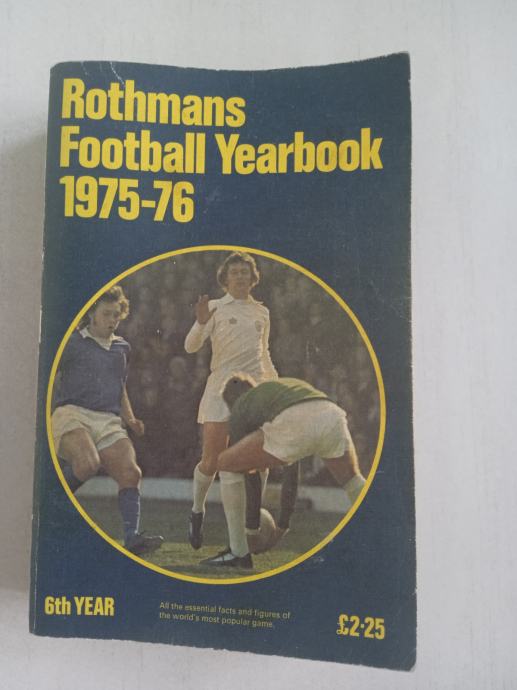 Rothmans
Football Yearbook
1975-76
6th YEAR
All the essential facts and figures of
the world's most popular game.
£2·25